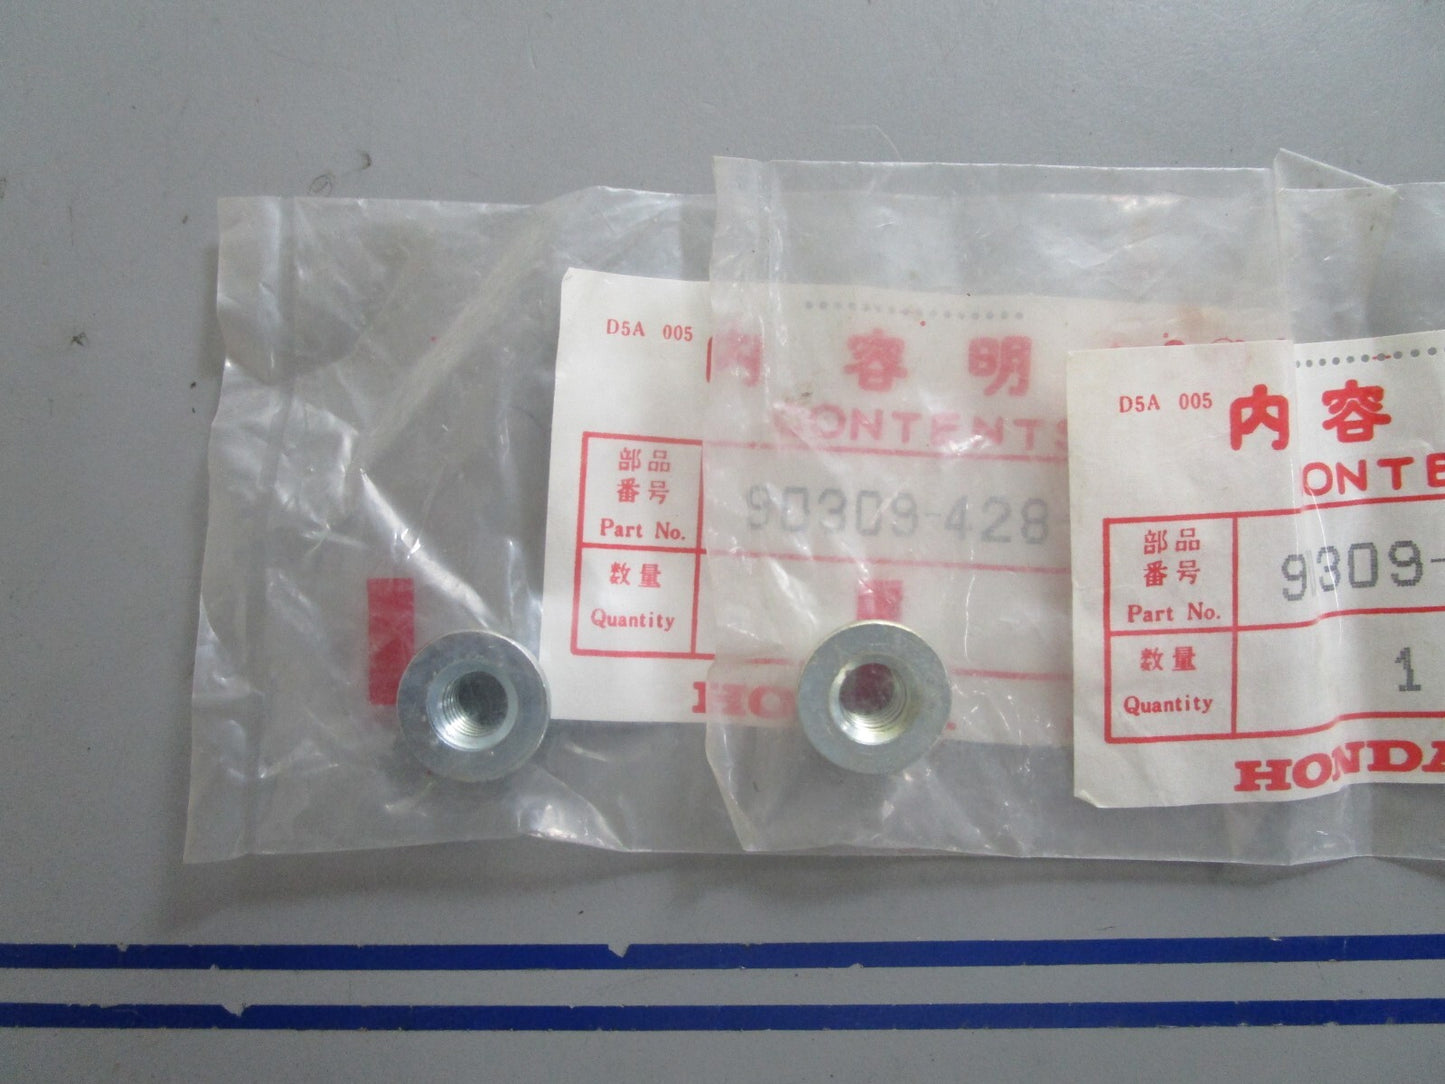 D5A 005
内容明
CONTENTS
部品
番号
Part No.
90309-428
数量
Quantity
HO
D5A 005
内容
ONTE
部品
番号
Part No.
9309-
数量
Quantity
1
HONDA